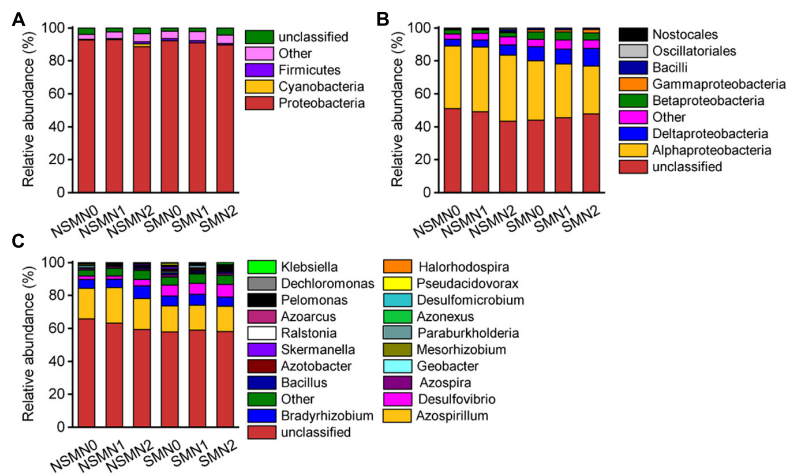 A
Relative abundance (%)
100
80
60
40
20
0
NSMN0
NSMN1
NSMN2
SMN0
SMN1
SMN2
unclassified
Other
Firmicutes
Cyanobacteria
Proteobacteria
B
Relative abundance (%)
100
80
60
40
20
0
NSMN0
NSMN1
NSMN2
SMN0
SMN1
SMN2
Nostocales
Oscillatoriales
Bacilli
Gammaproteobacteria
Betaproteobacteria
Other
Deltaproteobacteria
Alphaproteobacteria
unclassified
C
Relative abundance (%)
100
80
60
40
20
0
NSMN0
NSMN1
NSMN2
SMN0
SMN1
SMN2
Klebsiella
Dechloromonas
Pelomonas
Azoarcus
Ralstonia
Skermanella
Azotobacter
Bacillus
Other
Bradyrhizobium
unclassified
Halorhodospira
Pseudacidovorax
Desulfomicrobium
Azonexus
Paraburkholderia
Mesorhizobium
Geobacter
Azospira
Desulfovibrio
Azospirillum